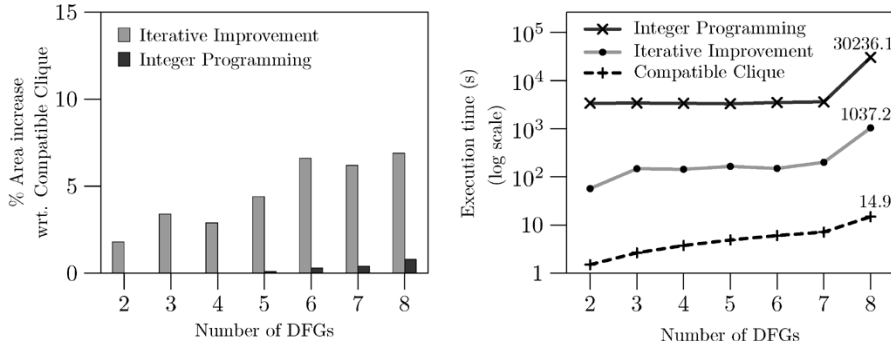 15
10
5
0
% Area increase
wrt. Compatible Clique
Iterative Improvement
Integer Programming
2 3 4 5 6 7 8
Number of DFGs
10^5
10^4
10^3
10^2
10
1
Execution time (s)
(log scale)
Integer Programming
Iterative Improvement
Compatible Clique
30236.1
1037.2
14.9
2 3 4 5 6 7 8
Number of DFGs